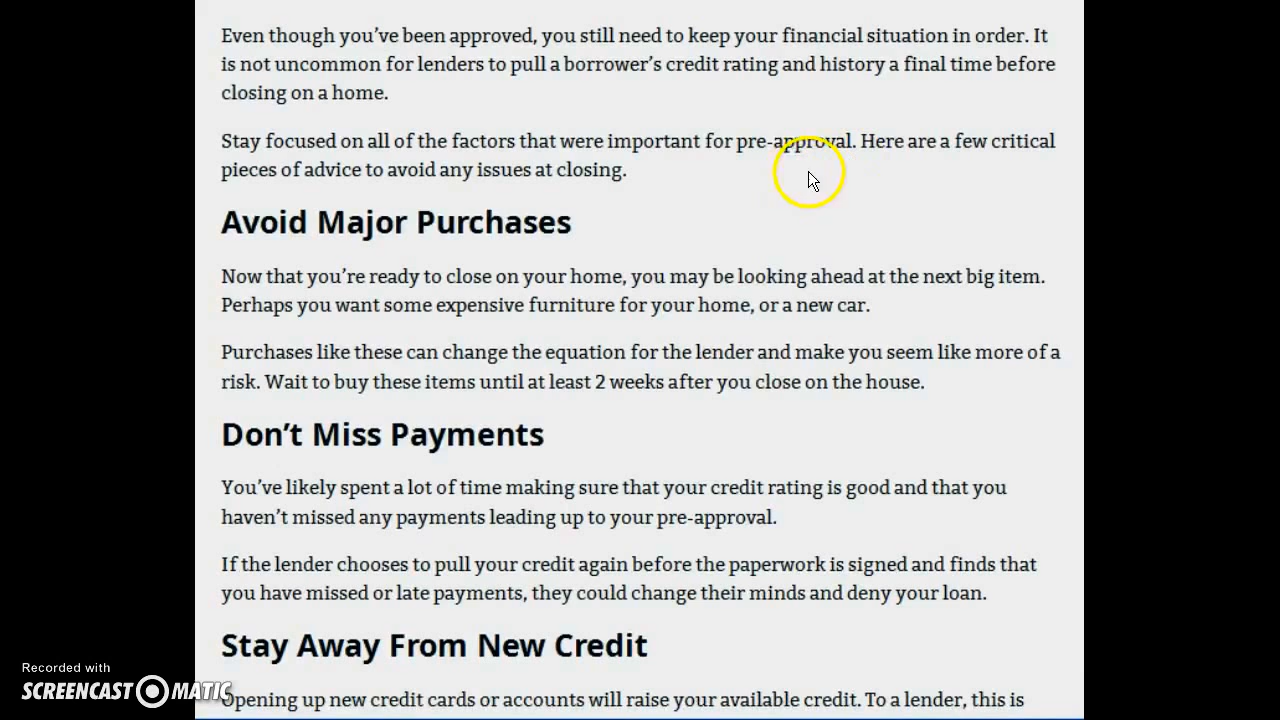 Even though you’ve been approved, you still need to keep your financial situation in order. It
is not uncommon for lenders to pull a borrower’s credit rating and history a final time before
closing on a home.
Stay focused on all of the factors that were important for pre-approval. Here are a few critical
pieces of advice to avoid any issues at closing.
Avoid Major Purchases
Now that you’re ready to close on your home, you may be looking ahead at the next big item.
Perhaps you want some expensive furniture for your home, or a new car.
Purchases like these can change the equation for the lender and make you seem like more of a
risk. Wait to buy these items until at least 2 weeks after you close on the house.
Don’t Miss Payments
You’ve likely spent a lot of time making sure that your credit rating is good and that you
haven’t missed any payments leading up to your pre-approval.
If the lender chooses to pull your credit again before the paperwork is signed and finds that
you have missed or late payments, they could change their minds and deny your loan.
Stay Away From New Credit
Opening up new credit cards or accounts will raise your available credit. To a lender, this is
Recorded with
SCREENCAST MATIC